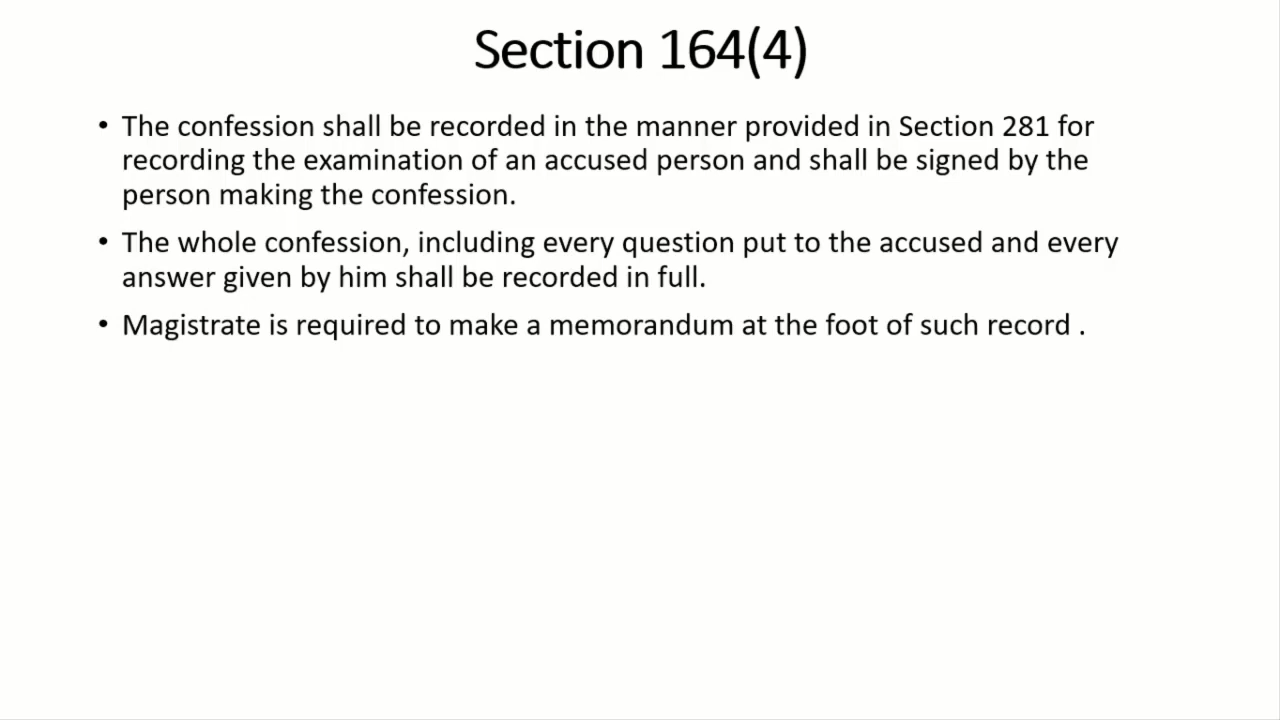 Section 164(4)
• The confession shall be recorded in the manner provided in Section 281 for
recording the examination of an accused person and shall be signed by the
person making the confession.
• The whole confession, including every question put to the accused and every
answer given by him shall be recorded in full.
• Magistrate is required to make a memorandum at the foot of such record .